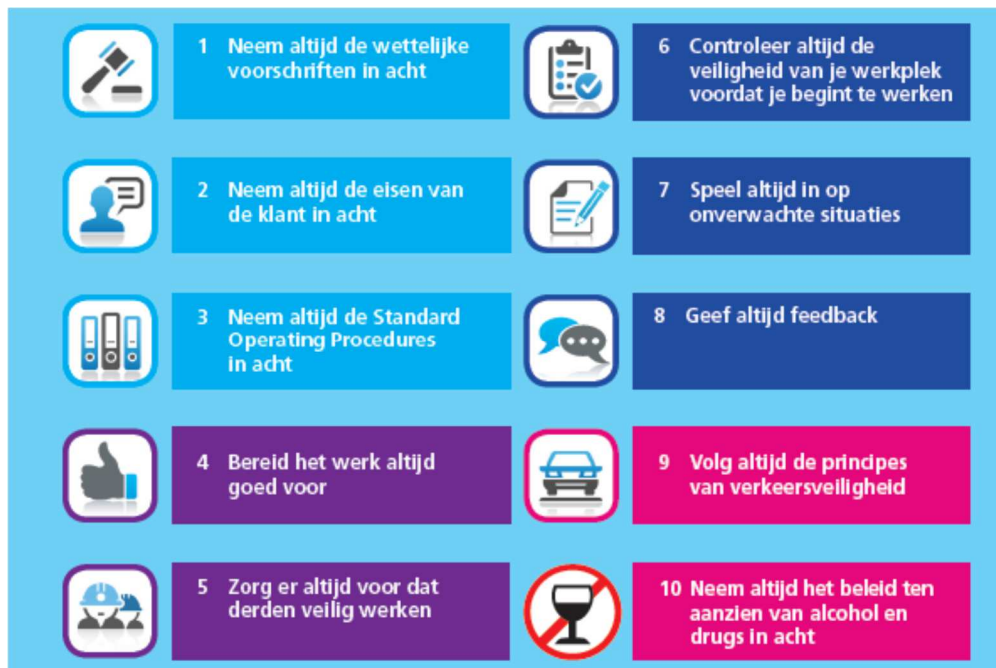 1 Neem altijd de wettelijke
voorschriften in acht
2 Neem altijd de eisen van
de klant in acht
3 Neem altijd de Standard
Operating Procedures
in acht
4 Bereid het werk altijd
goed voor
5 Zorg er altijd voor dat
derden veilig werken
6 Controleer altijd de
veiligheid van je werkplek
voordat je begint te werken
7 Speel altijd in op
onverwachte situaties
8 Geef altijd feedback
9 Volg altijd de principes
van verkeersveiligheid
10 Neem altijd het beleid ten
aanzien van alcohol en
drugs in acht